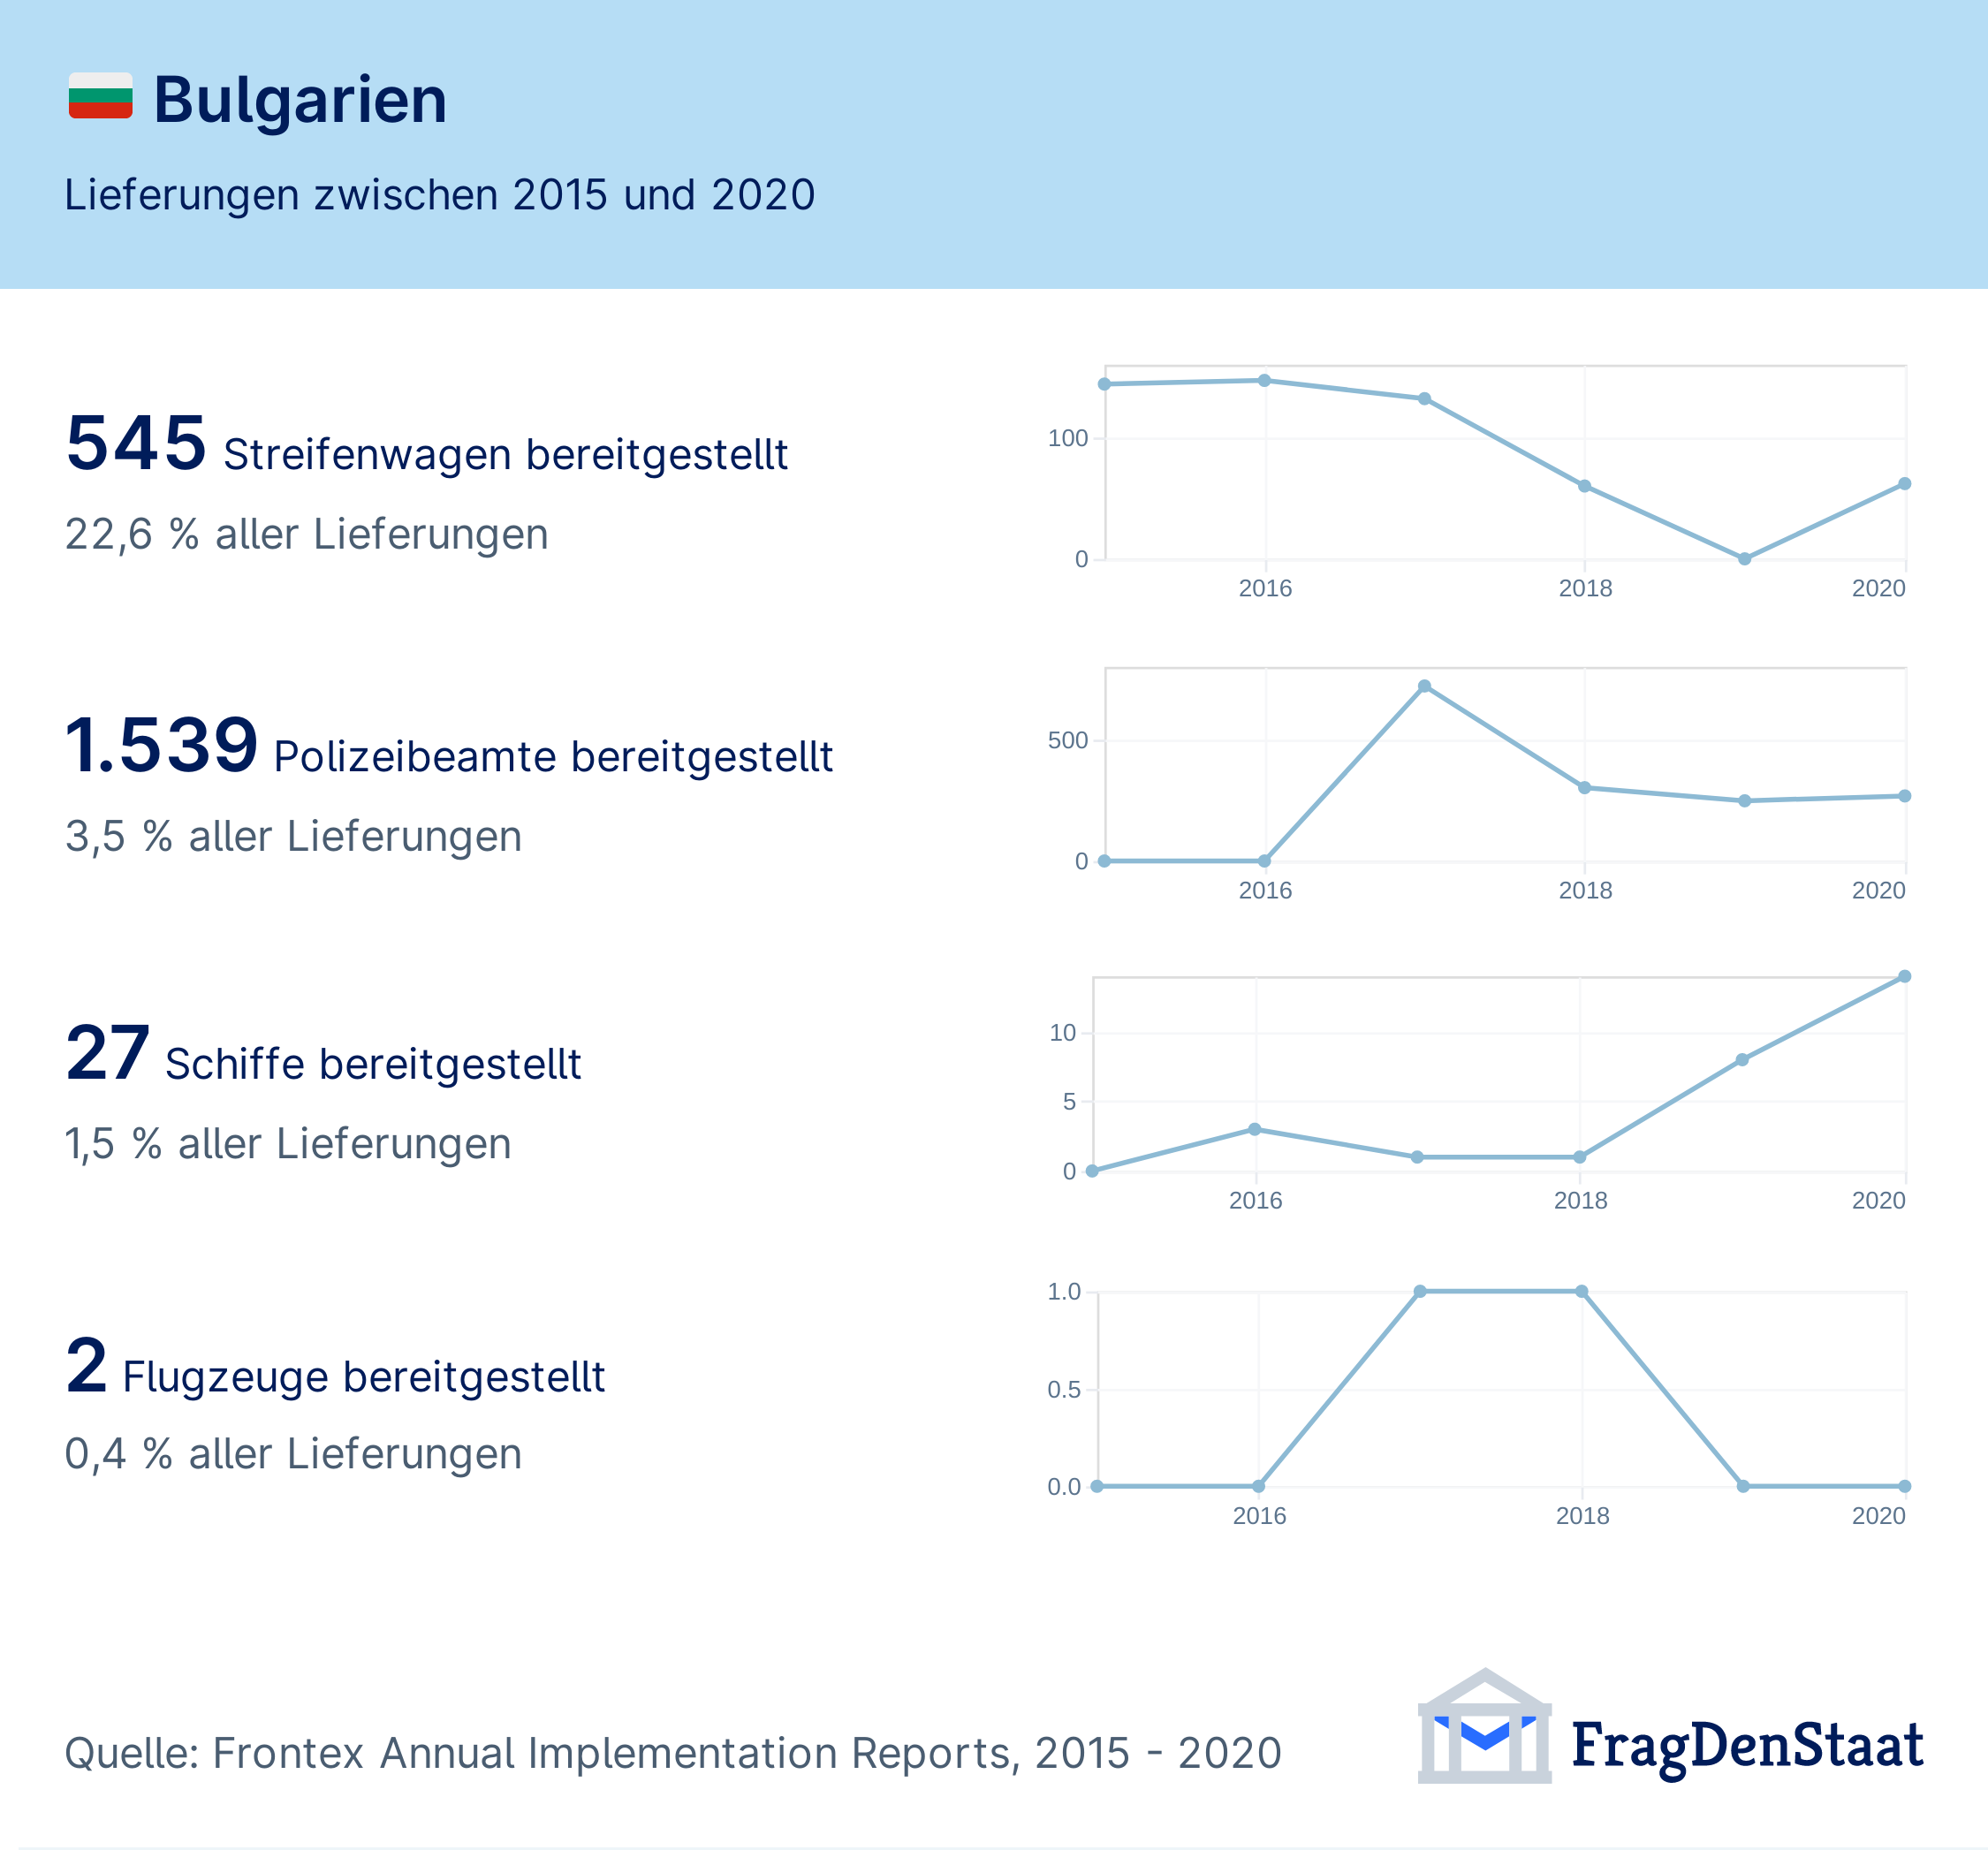 Bulgarien
Lieferungen zwischen 2015 und 2020
545 Streifenwagen bereitgestellt
22,6 % aller Lieferungen
100
0
2016 2018 2020
1.539 Polizeibeamte bereitgestellt
3,5 % aller Lieferungen
500
0
2016 2018 2020
27 Schiffe bereitgestellt
1,5 % aller Lieferungen
10
5
0
2016 2018 2020
2 Flugzeuge bereitgestellt
0,4 % aller Lieferungen
1.0
0.5
0.0
2016 2018 2020
Quelle: Frontex Annual Implementation Reports, 2015 - 2020
FragDenStaat